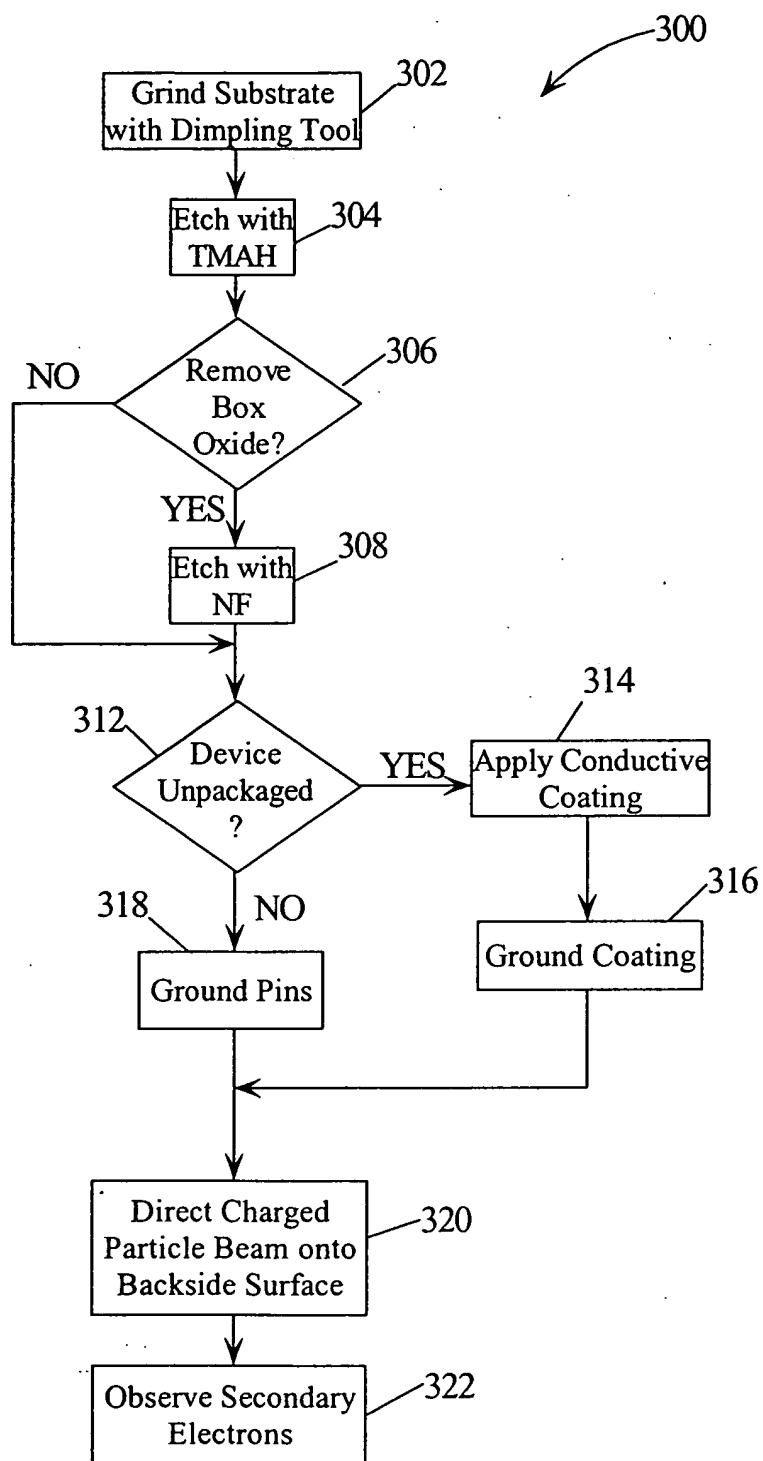 300
302
Grind Substrate
with Dimpling Tool
Etch with
TMAH
304
306
Remove
Box
Oxide?
NO
YES
308
Etch with
NF
312
Device
Unpackaged
?
YES
314
Apply Conductive
Coating
NO
316
Ground Coating
318
Ground Pins
Direct Charged
Particle Beam onto
Backside Surface
320
Observe Secondary
Electrons
322